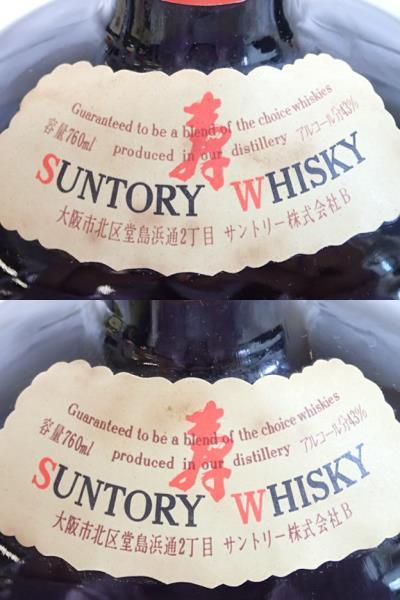 Guaranteed to be a blend of the choice whiskies
容量760ml produced in our distillery アルコール分43%
寿
SUNTORY WHISKY
大阪市北区堂島浜通2丁目 サントリー株式会社B
Guaranteed to be a blend of the choice whiskies
容量760ml produced in our distillery アルコール分43%
寿
SUNTORY WHISKY
大阪市北区堂島浜通2丁目 サントリー株式会社B